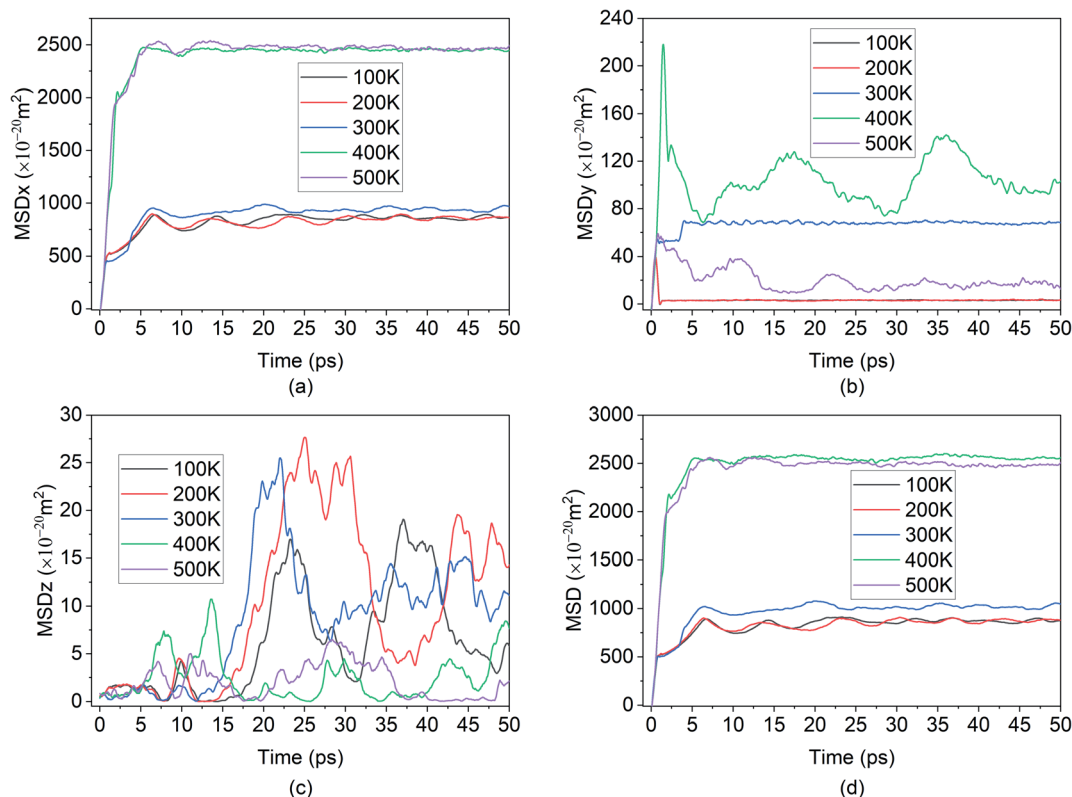 2500
2000
1500
1000
500
0
MSDx (×10⁻²⁰m²)
100K
200K
300K
400K
500K
0 5 10 15 20 25 30 35 40 45 50
Time (ps)
(a)
240
200
160
120
80
40
0
MSDy (×10⁻²⁰m²)
100K
200K
300K
400K
500K
0 5 10 15 20 25 30 35 40 45 50
Time (ps)
(b)
30
25
20
15
10
5
0
MSDz (×10⁻²⁰m²)
100K
200K
300K
400K
500K
0 5 10 15 20 25 30 35 40 45 50
Time (ps)
(c)
3000
2500
2000
1500
1000
500
0
MSD (×10⁻²⁰m²)
100K
200K
300K
400K
500K
0 5 10 15 20 25 30 35 40 45 50
Time (ps)
(d)